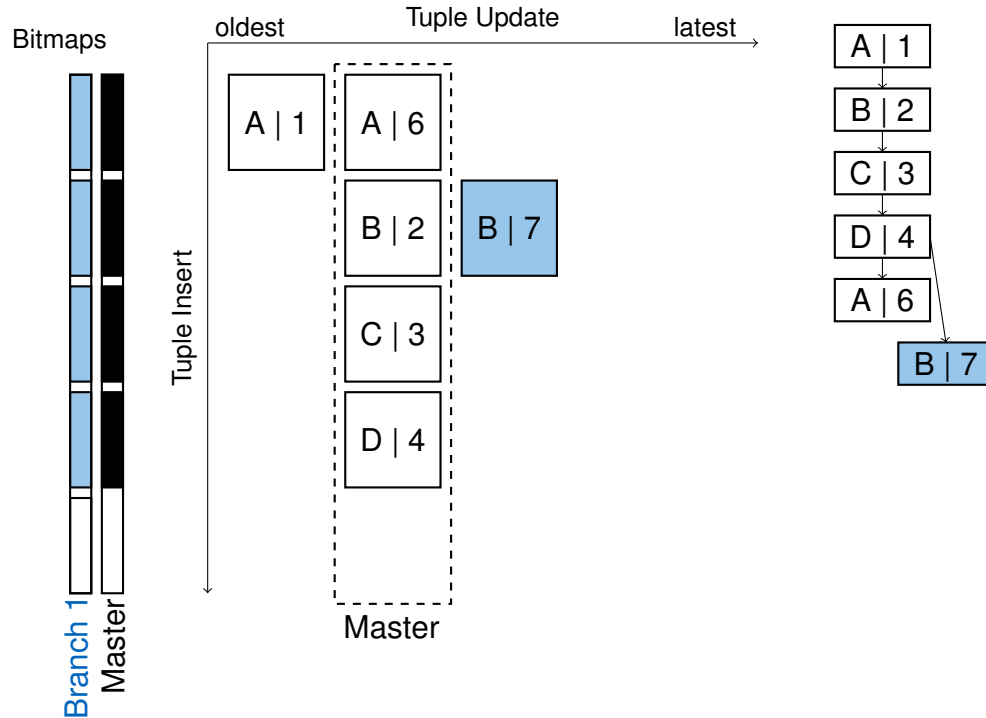 Tuple Update
Bitmaps
oldest
latest
A | 1
A | 6
B | 2
B | 7
C | 3
D | 4
Tuple Insert
Master
Branch 1
Master
A | 1
B | 2
C | 3
D | 4
A | 6
B | 7